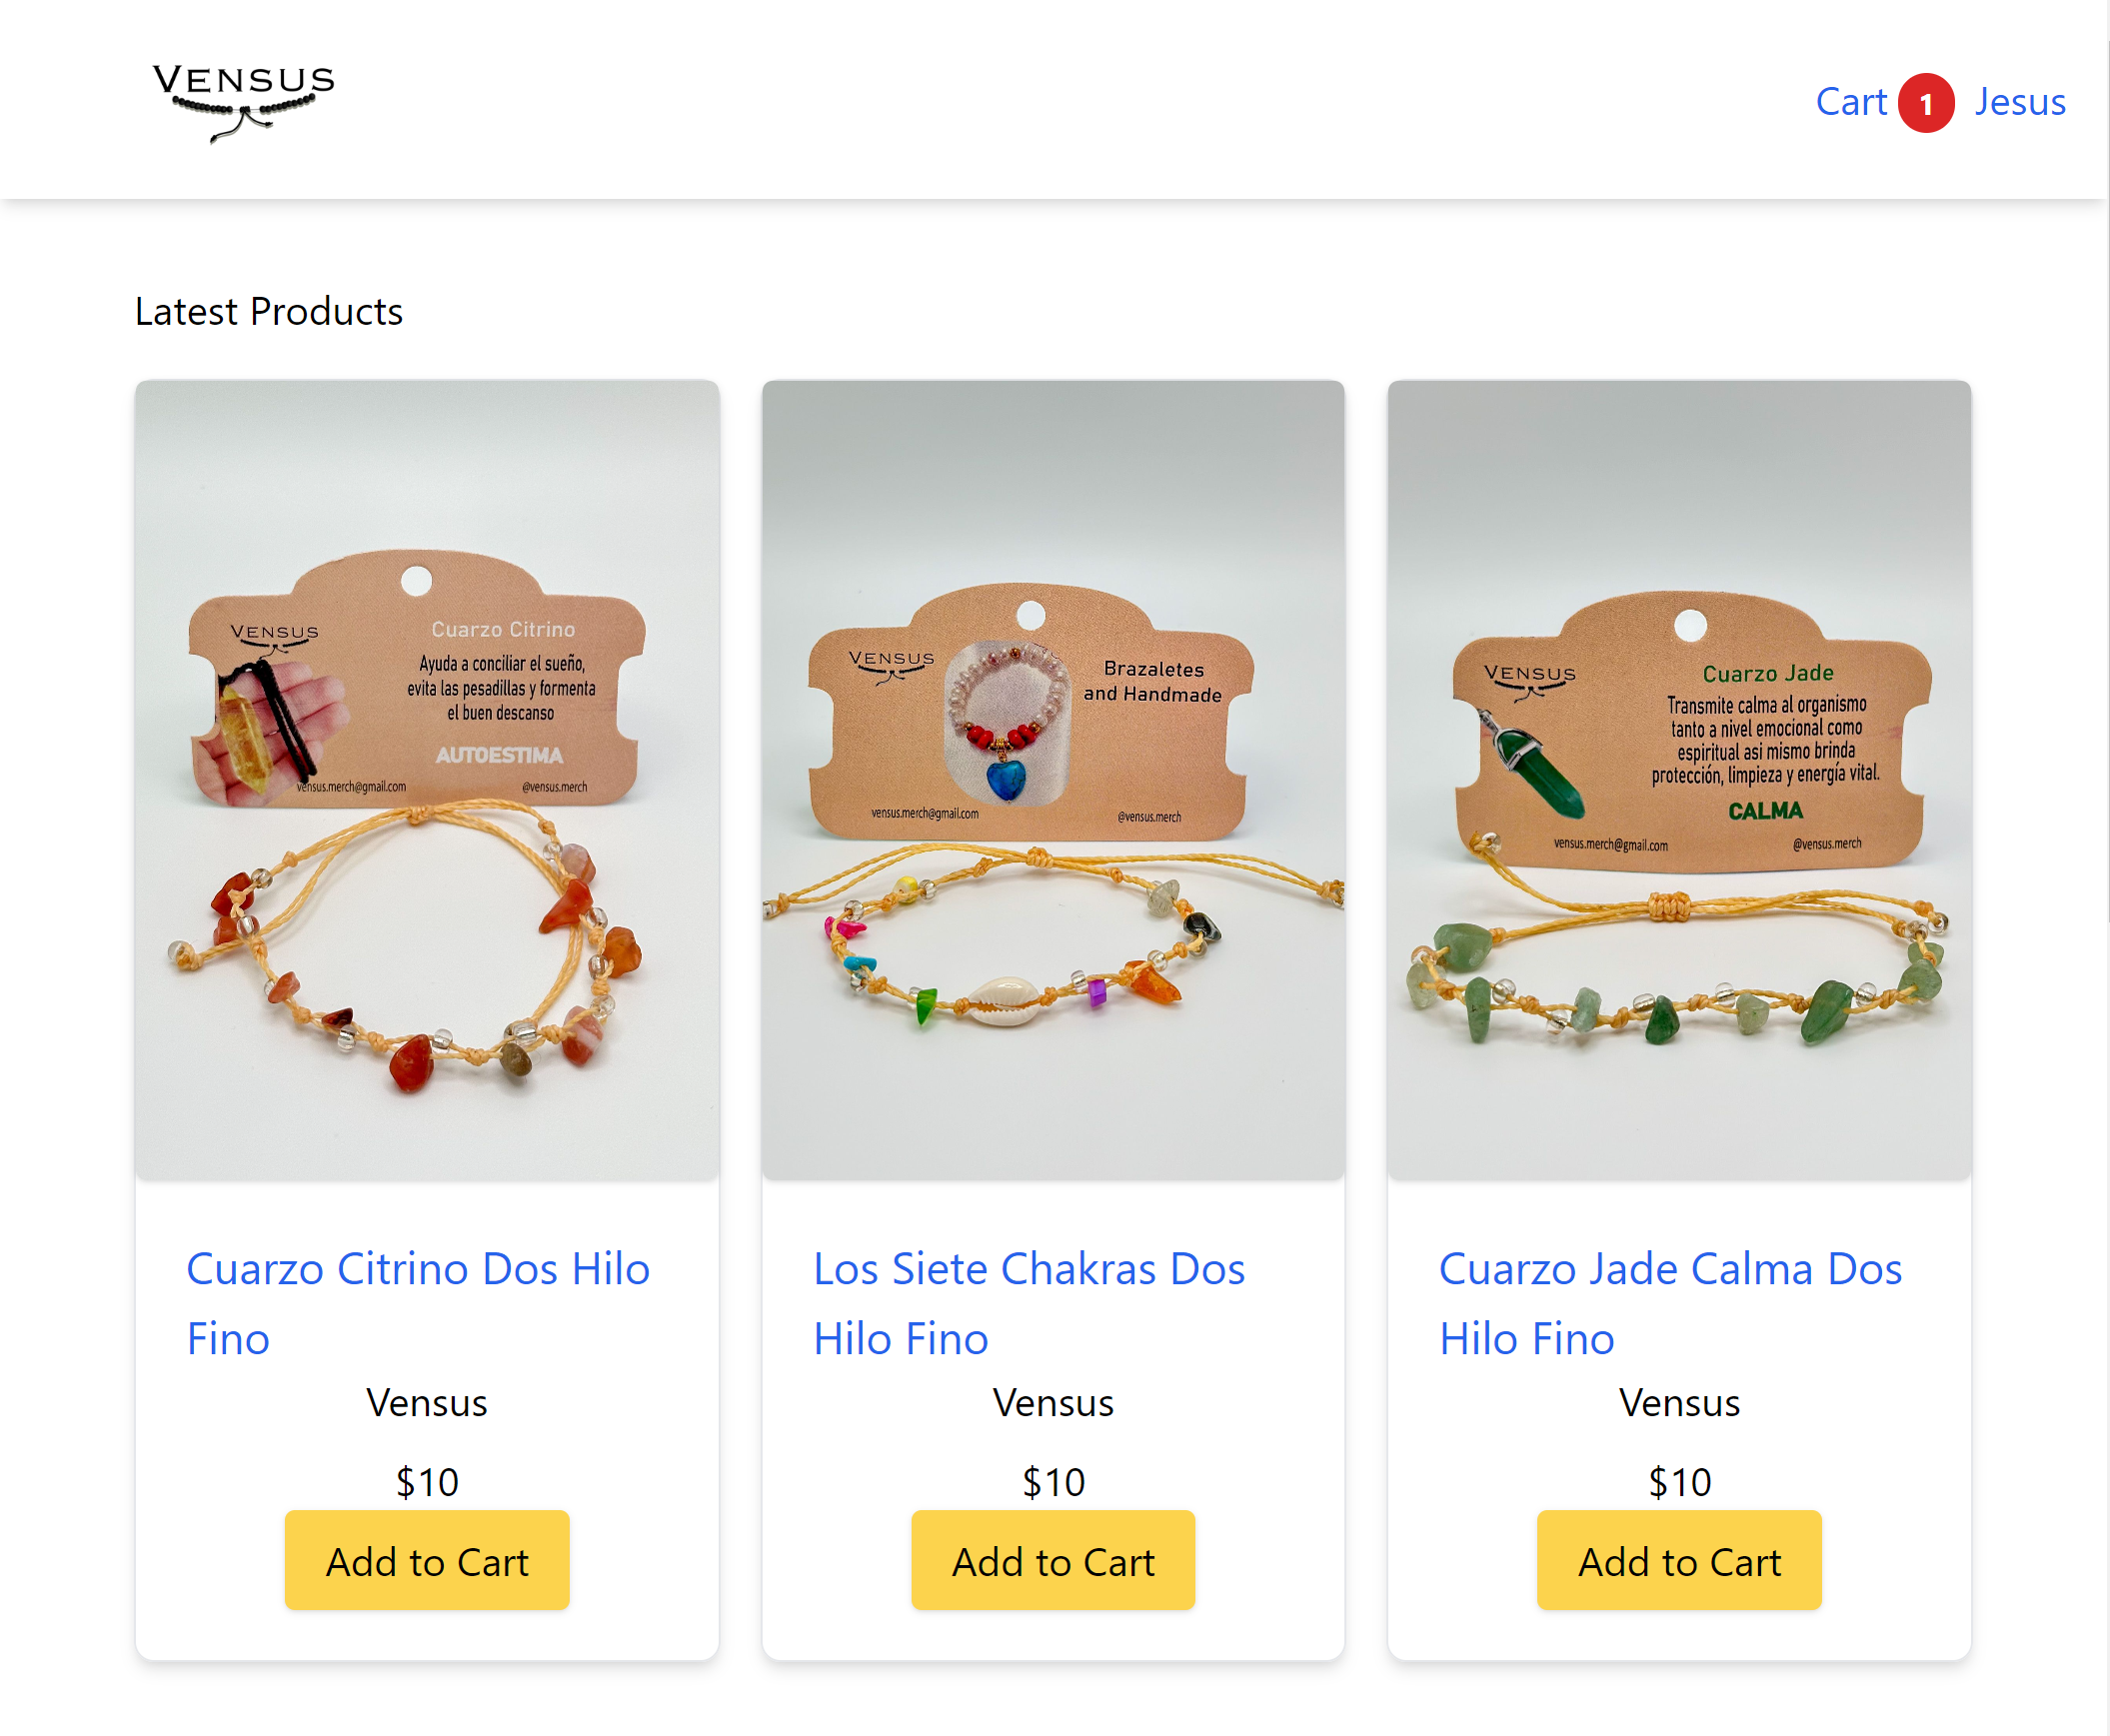 VENSUS
Cart 1 Jesus
Latest Products
VENSUS
Cuarzo Citrino
Ayuda a conciliar el sueño,
evita las pesadillas y formenta
el buen descanso
AUTOESTIMA
vensus.merch@gmail.com
@vensus.merch
VENSUS
Brazaletes
and Handmade
vensus.merch@gmail.com
@vensus.merch
VENSUS
Cuarzo Jade
Transmite calma al organismo
tanto a nivel emocional como
espiritual asi mismo brinda
protección, limpieza y energía vital.
CALMA
vensus.merch@gmail.com
@vensus.merch
Cuarzo Citrino Dos Hilo
Fino
Vensus
$10
Add to Cart
Los Siete Chakras Dos
Hilo Fino
Vensus
$10
Add to Cart
Cuarzo Jade Calma Dos
Hilo Fino
Vensus
$10
Add to Cart